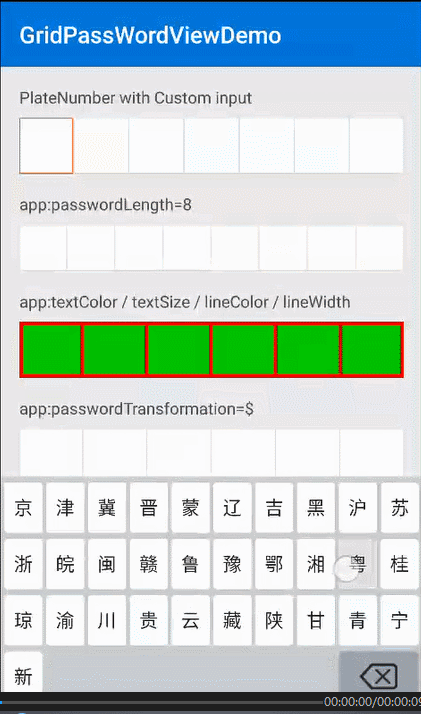 GridPassWordViewDemo
PlateNumber with Custom input
app:passwordLength=8
app:textColor / textSize / lineColor / lineWidth
app:passwordTransformation=$
京 津 冀 晋 蒙 辽 吉 黑 沪 苏
浙 皖 闽 赣 鲁 豫 鄂 湘 粤 桂
琼 渝 川 贵 云 藏 陕 甘 青 宁
新
00:00:00/00:00:09